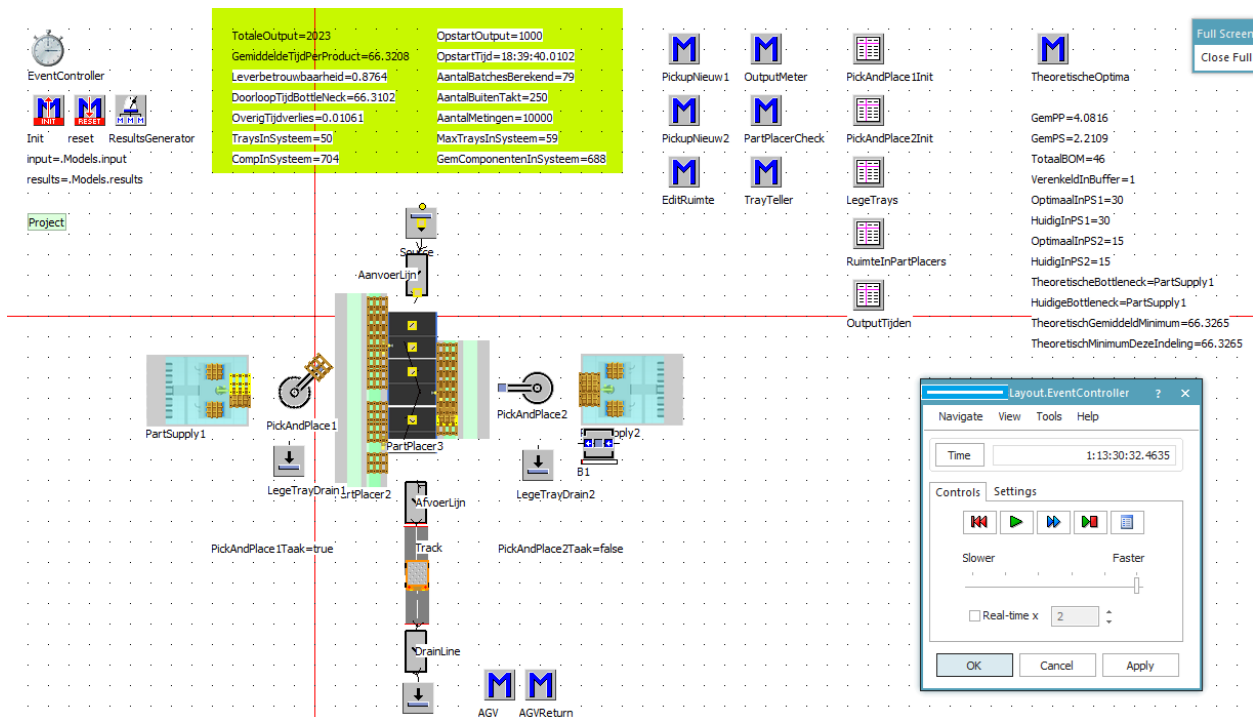 EventController
Init reset ResultsGenerator
input=.Models.input
results=.Models.results
Project
TotaleOutput=2023
GemiddeldeTijdPerProduct=66.3208
Leverbetrouwbaarheid=0.8764
DoorloopTijdBottleNeck=66.3102
OverigTijdverlies=0.01061
TraysInSysteem=50
CompInSysteem=704
OpstartOutput=1000
OpstartTijd=18:39:40.0102
AantalBatchesBerekend=79
AantalBuitenTakt=250
AantalMetingen=10000
MaxTraysInSysteem=59
GemComponentenInSysteem=688
PickupNieuw1 OutputMeter
PickupNieuw2 PartPlacerCheck
EditRuimte TrayTeller
PickAndPlace1Init
PickAndPlace2Init
LegeTrays
RuimteInPartPlacers
OutputTijden
TheoretischeOptima
GemPP=4.0816
GemPS=2.2109
TotaalBOM=46
VerenkeldInBuffer=1
OptimaalInPS1=30
HuidigInPS1=30
OptimaalInPS2=15
HuidigInPS2=15
TheoretischeBottleneck=PartSupply1
HuidigeBottleneck=PartSupply1
TheoretischGemiddeldMinimum=66.3265
TheoretischMinimumDezeIndeling=66.3265
Full Screen
Close Full
Source
AanvoerLijn
PartSupply1
PickAndPlace1
LegeTrayDrain1
rtPlacer2
PartPlacer3
PickAndPlace2
pply2
B1
LegeTrayDrain2
AfvoerLijn
PickAndPlace1Taak=true
Track
PickAndPlace2Taak=false
DrainLine
AGV AGVReturn
Layout.EventController ? ×
Navigate View Tools Help
Time 1:13:30:32.4635
Controls Settings
Slower Faster
Real-time x 2
OK Cancel Apply